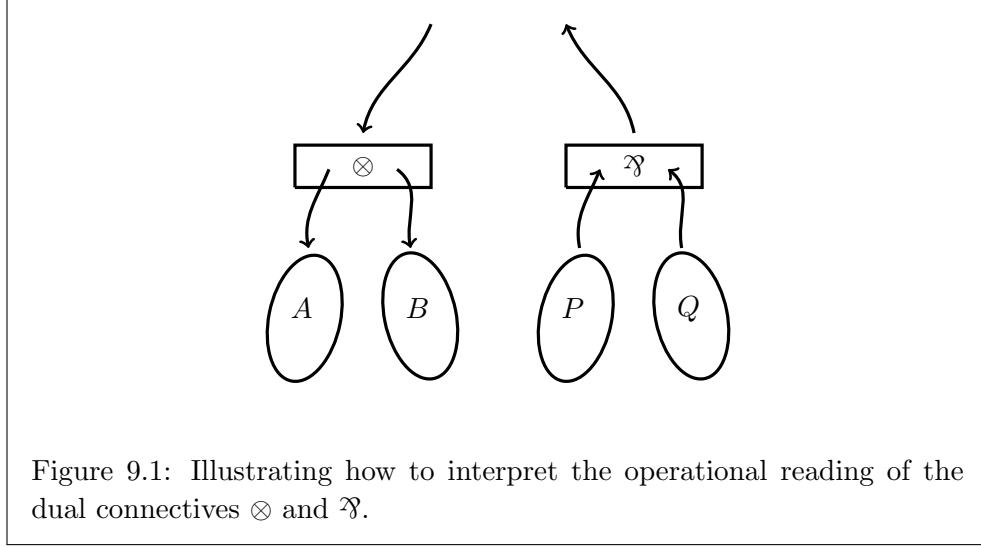 ⊗ ⅋
A B P Q
Figure 9.1: Illustrating how to interpret the operational reading of the
dual connectives ⊗ and ⅋.